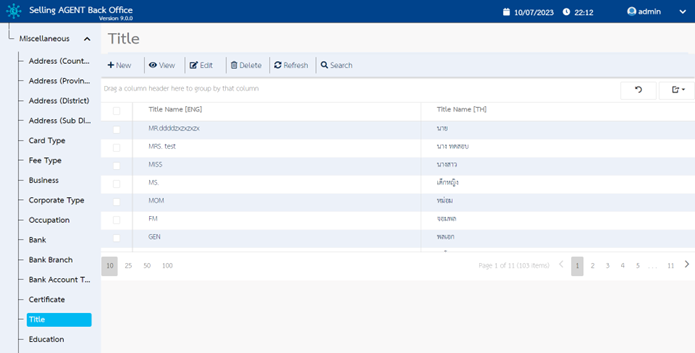 Selling AGENT Back Office
Version 9.0.0
10/07/2023
22:12
admin
Miscellaneous
Address (Count...
Address (Provin...
Address (District)
Address (Sub Di...
Card Type
Fee Type
Business
Corporate Type
Occupation
Bank
Bank Branch
Bank Account T...
Certificate
Title
Education
Title
New
View
Edit
Delete
Refresh
Search
Drag a column header here to group by that column
Title Name [ENG] Title Name [TH]
MR.ddddzxzxzxzx นาย
MRS. test นาง ทดสอบ
MISS นางสาว
MS. เด็กหญิง
MOM หม่อม
FM จอมพล
GEN พลเอก
10 25 50 100
Page 1 of 11 (103 items)
1 2 3 4 5 ... 11